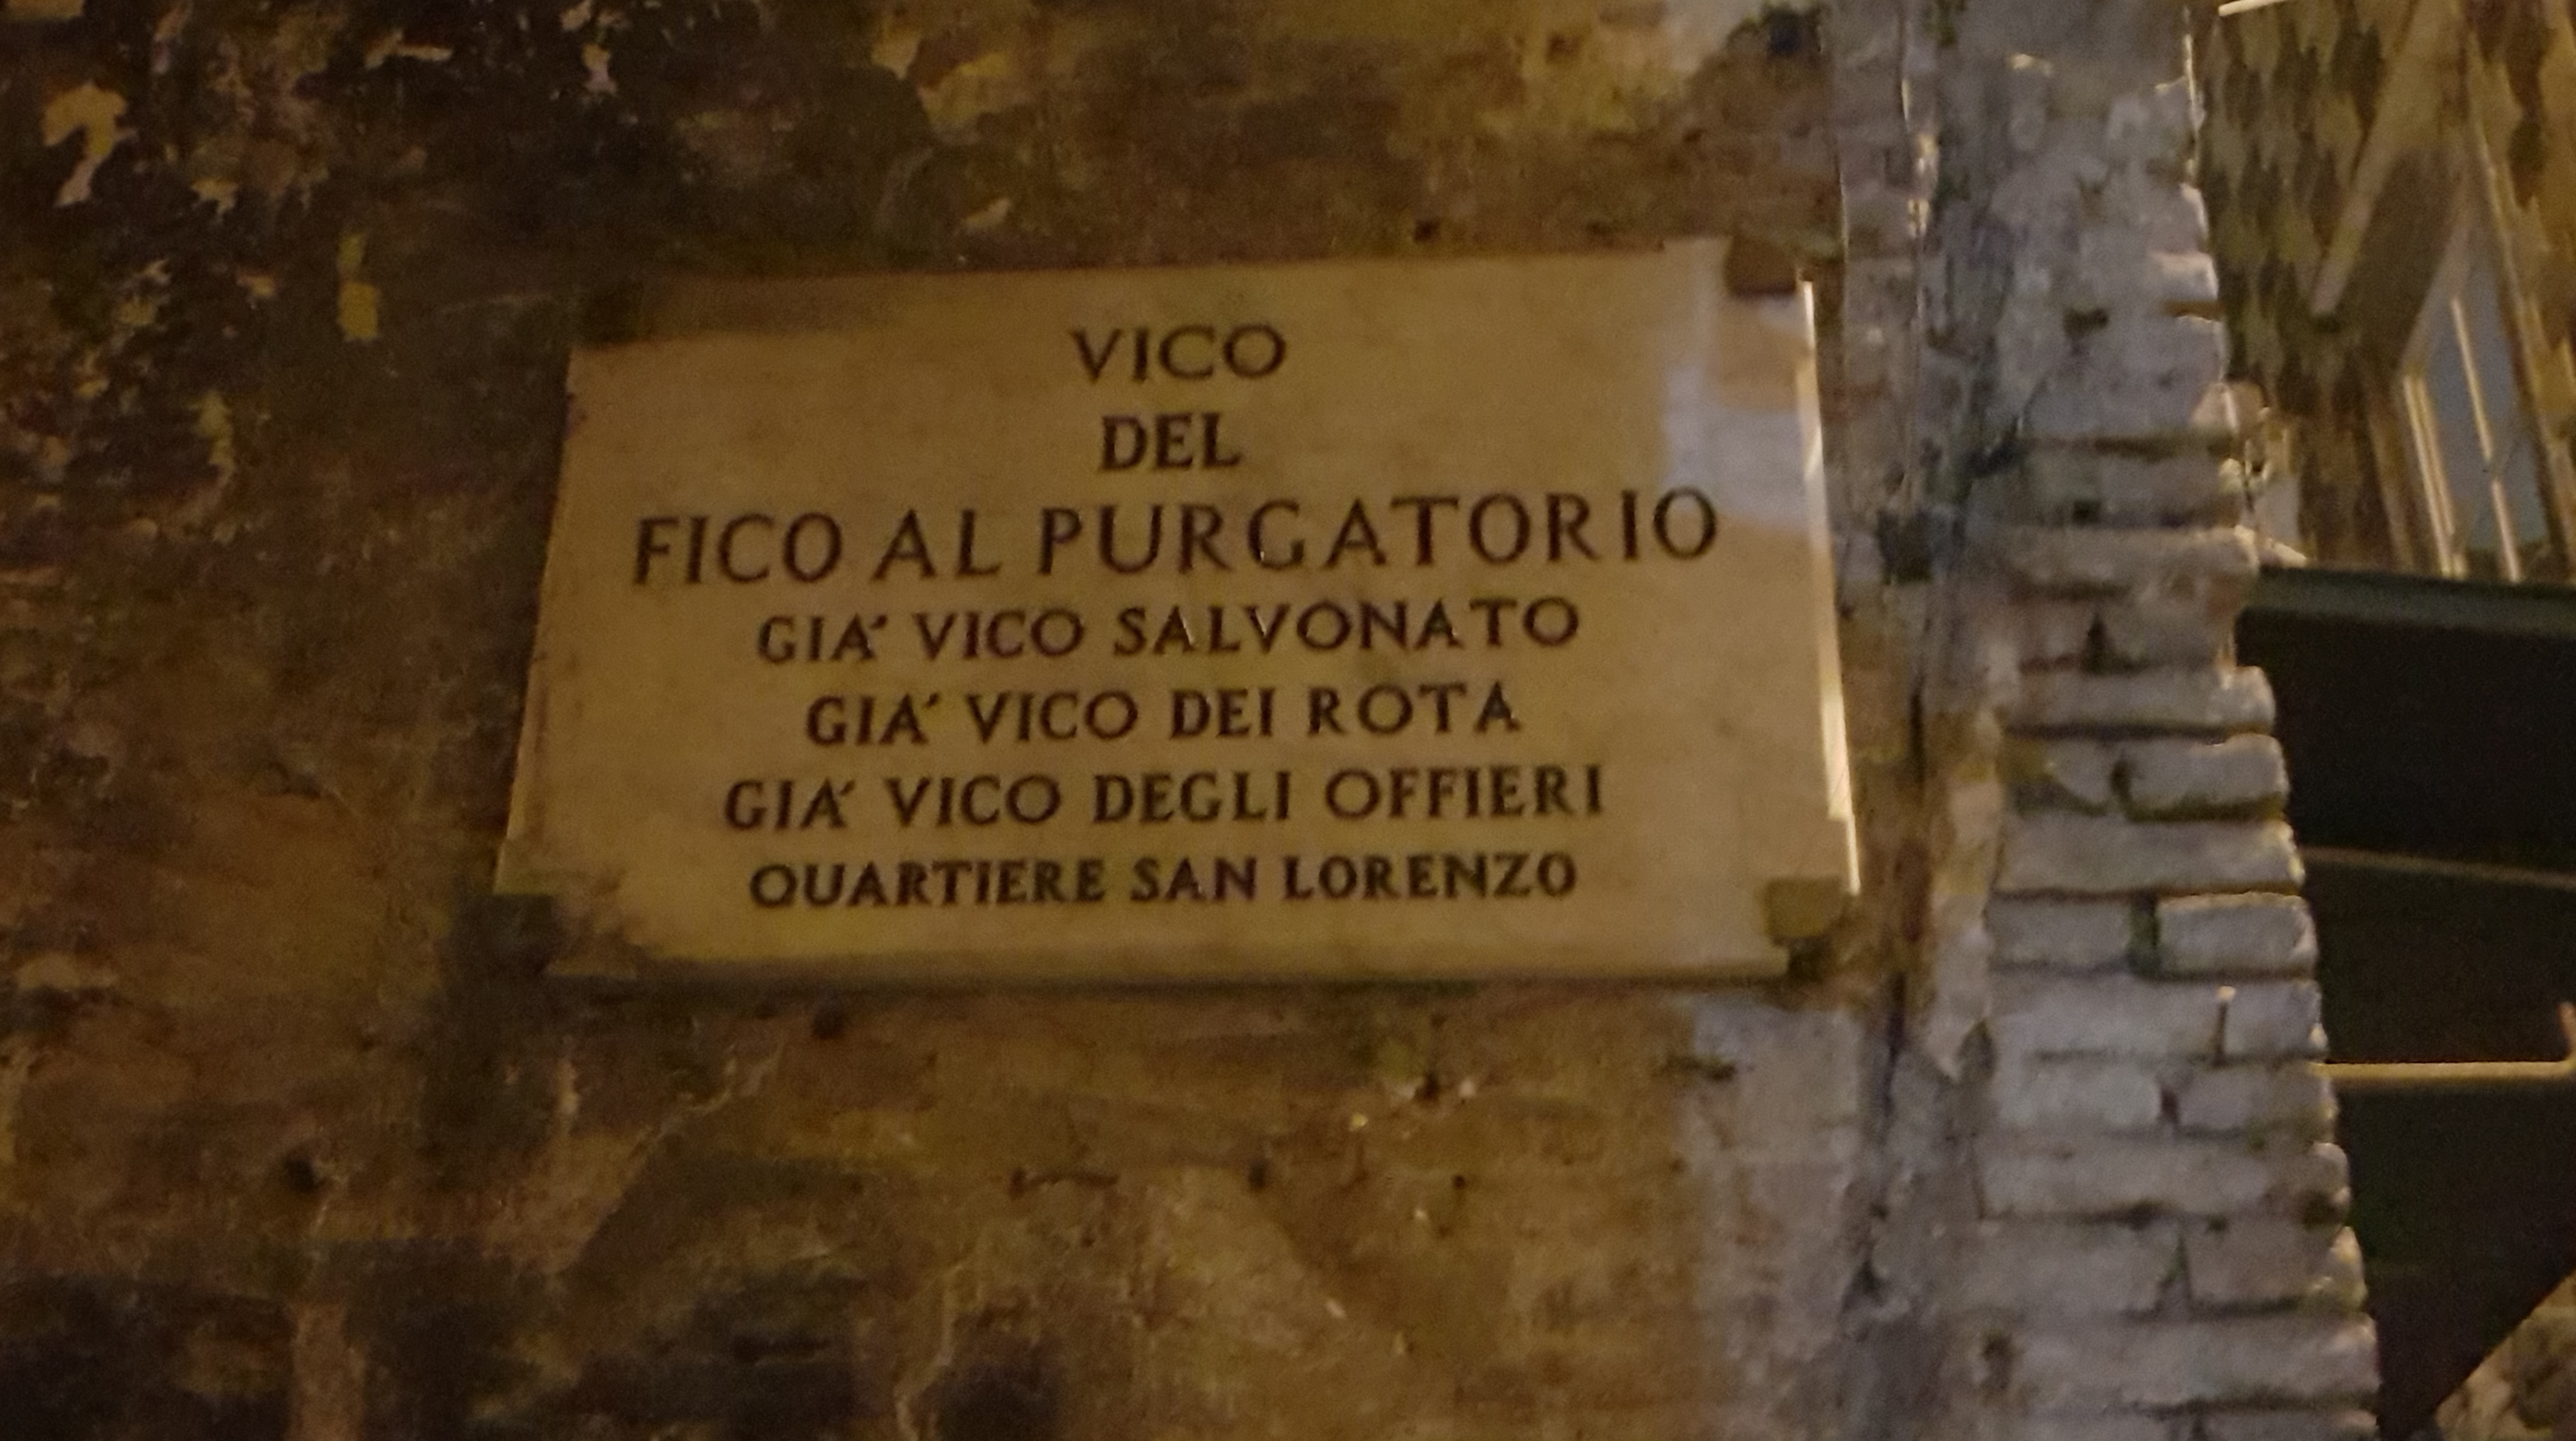 VICO
DEL
FICO AL PURGATORIO
GIA' VICO SALVONATO
GIA' VICO DEI ROTA
GIA' VICO DEGLI OFFIERI
QUARTIERE SAN LORENZO